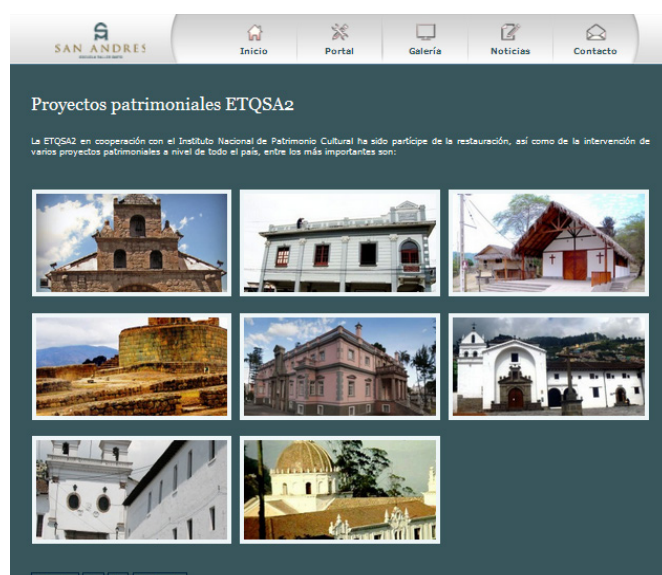 SAN ANDRES
Inicio
Portal
Galería
Noticias
Contacto
Proyectos patrimoniales ETQSA2
La ETQSA2 en cooperación con el Instituto Nacional de Patrimonio Cultural ha sido partícipe de la restauración, así como de la intervención de
varios proyectos patrimoniales a nivel de todo el país, entre los más importantes son: